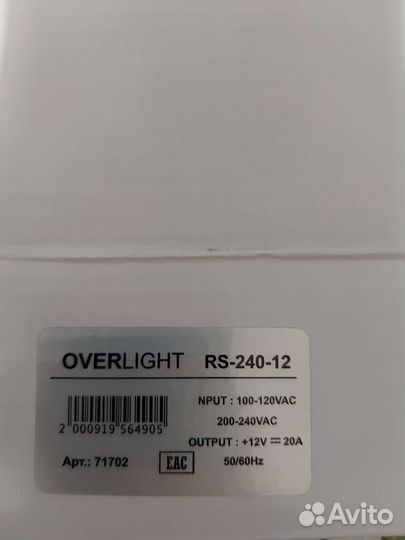 OVERLIGHT RS-240-12
NPUT : 100-120VAC
200-240VAC
2 000919 564905
OUTPUT : +12V ⎓ 20A
Арт.: 71702 EAC 50/60Hz
Avito